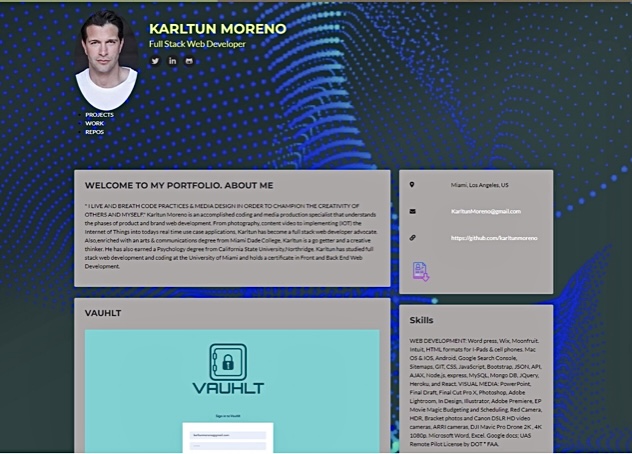 KARLTUN MORENO
Full Stack Web Developer
PROJECTS
WORK
REPOS
WELCOME TO MY PORTFOLIO. ABOUT ME
" I LIVE AND BREATH CODE PRACTICES & MEDIA DESIGN IN ORDER TO CHAMPION THE CREATIVITY OF
OTHERS AND MYSELF." Karltun Moreno is an accomplished coding and media production specialist that understands
the phases of product and brand web development. From photography, content video to implementing (IOT) the
Internet of Things into todays real time use case applications, Karltun has become a full stack web developer advocate.
Also,enriched with an arts & communications degree from Miami Dade College, Karltun is a go getter and a creative
thinker. He has also earned a Psychology degree from California State University,Northridge. Karltun has studied full
stack web development and coding at the University of Miami and holds a certificate in Front and Back End Web
Development.
Miami, Los Angeles, US
KarltunMoreno@gmail.com
https://github.com/karltunmoreno
VAUHLT
VAUHLT
Sign in to Vauhlt
karltunmoreno@gmail.com
Skills
WEB DEVELOPMENT: Word press, Wix, Moonfruit.
Intuit, HTML formats for I-Pads & cell phones. Mac
OS & IOS, Android, Google Search Console,
Sitemaps, GIT, CSS, JavaScript, Bootstrap, JSON, API,
AJAX, Node.js, express, MySQL, Mongo DB, JQuery,
Heroku, and React. VISUAL MEDIA: PowerPoint,
Final Draft, Final Cut Pro X, Photoshop, Adobe
Lightroom, In Design, Illustrator, Adobe Premiere, EP
Movie Magic Budgeting and Scheduling, Red Camera,
HDR, Bracket photos and Canon DSLR HD video
cameras, ARRI cameras, DJI Mavic Pro Drone 2K , 4K
1080p. Microsoft Word, Excel. Google docs; UAS
Remote Pilot License by DOT * FAA.